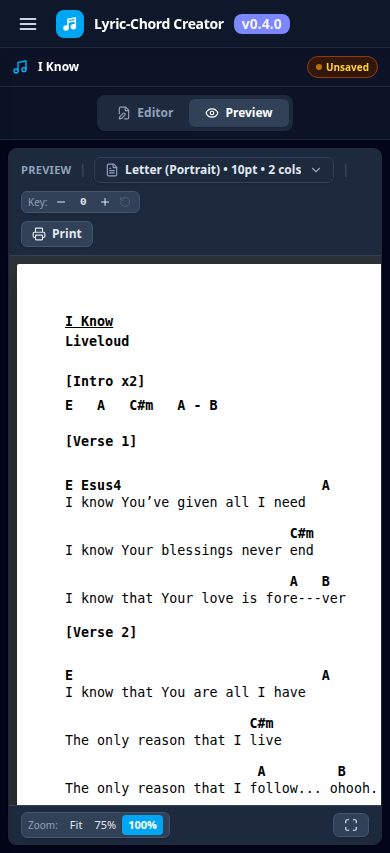 Lyric-Chord Creator v0.4.0
I Know Unsaved
Editor Preview
PREVIEW | Letter (Portrait) • 10pt • 2 cols |
Key: − 0 +
Print
I Know
Liveloud
[Intro x2]
E   A   C#m   A - B
[Verse 1]
E Esus4                         A
I know You’ve given all I need
                            C#m
I know Your blessings never end
                            A   B
I know that Your love is fore---ver
[Verse 2]
E                               A
I know that You are all I have
                       C#m
The only reason that I live
                        A         B
The only reason that I follow... ohooh.
Zoom: Fit 75% 100%